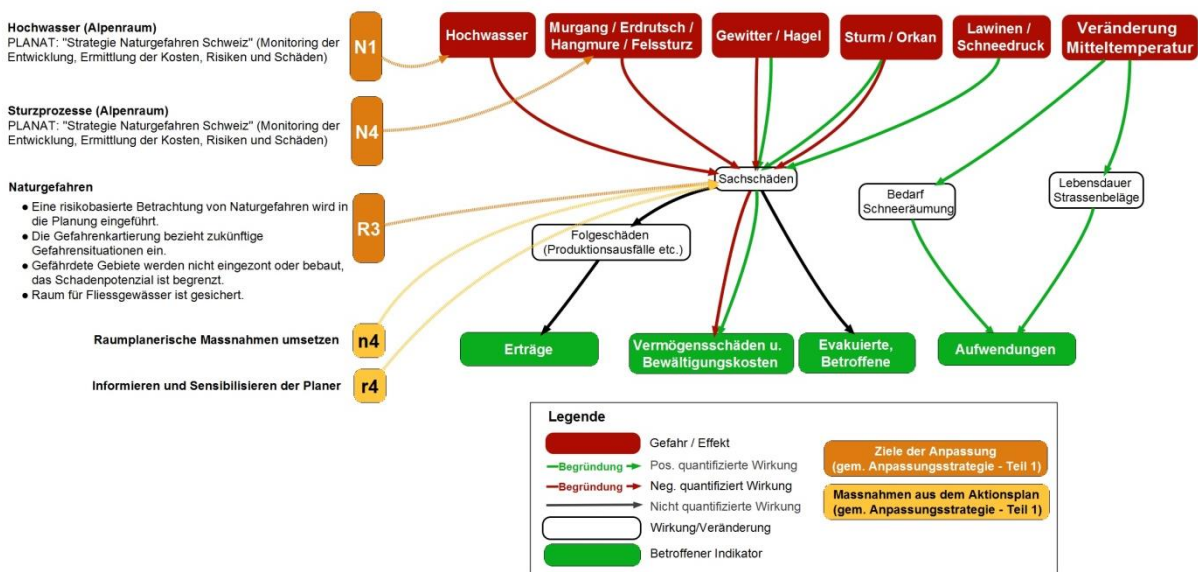 Hochwasser (Alpenraum)
PLANAT: "Strategie Naturgefahren Schweiz" (Monitoring der
Entwicklung, Ermittlung der Kosten, Risiken und Schäden)
N1
Sturzprozesse (Alpenraum)
PLANAT: "Strategie Naturgefahren Schweiz" (Monitoring der
Entwicklung, Ermittlung der Kosten, Risiken und Schäden)
N4
Naturgefahren
● Eine risikobasierte Betrachtung von Naturgefahren wird in
die Planung eingeführt.
● Die Gefahrenkartierung bezieht zukünftige
Gefahrensituationen ein.
● Gefährdete Gebiete werden nicht eingezont oder bebaut,
das Schadenpotenzial ist begrenzt.
● Raum für Fliessgewässer ist gesichert.
R3
Raumplanerische Massnahmen umsetzen
n4
Informieren und Sensibilisieren der Planer
r4
Hochwasser
Murgang / Erdrutsch /
Hangmure / Felssturz
Gewitter / Hagel
Sturm / Orkan
Lawinen /
Schneedruck
Veränderung
Mitteltemperatur
Sachschäden
Bedarf
Schneeräumung
Lebensdauer
Strassenbeläge
Folgeschäden
(Produktionsausfälle etc.)
Erträge
Vermögensschäden u.
Bewältigungskosten
Evakuierte,
Betroffene
Aufwendungen
Legende
Gefahr / Effekt
Begründung
Pos. quantifizierte Wirkung
Begründung
Neg. quantifiziert Wirkung
Nicht quantifizierte Wirkung
Wirkung/Veränderung
Betroffener Indikator
Ziele der Anpassung
(gem. Anpassungsstrategie - Teil 1)
Massnahmen aus dem Aktionsplan
(gem. Anpassungsstrategie - Teil 1)